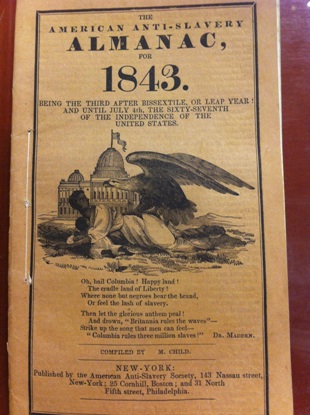 THE
AMERICAN ANTI-SLAVERY
ALMANAC,
FOR
1843.
BEING THE THIRD AFTER BISSEXTILE, OR LEAP YEAR!
AND UNTIL JULY 4th, THE SIXTY-SEVENTH
OF THE INDEPENDENCE OF THE
UNITED STATES.
Oh, hail Columbia! Happy land!
The cradle land of Liberty!
Where none but negroes bear the brand,
Or feel the lash of slavery.
Then let the glorious anthem peal!
And drown, "Britannia rules the waves"—
Strike up the song that men can feel—
"Columbia rules three million slaves!" DR. MADDEN.
COMPILED BY M. CHILD.
NEW-YORK:
Published by the American Anti-Slavery Society, 143 Nassau street,
New-York; 25 Cornhill, Boston; and 31 North
Fifth street, Philadelphia.